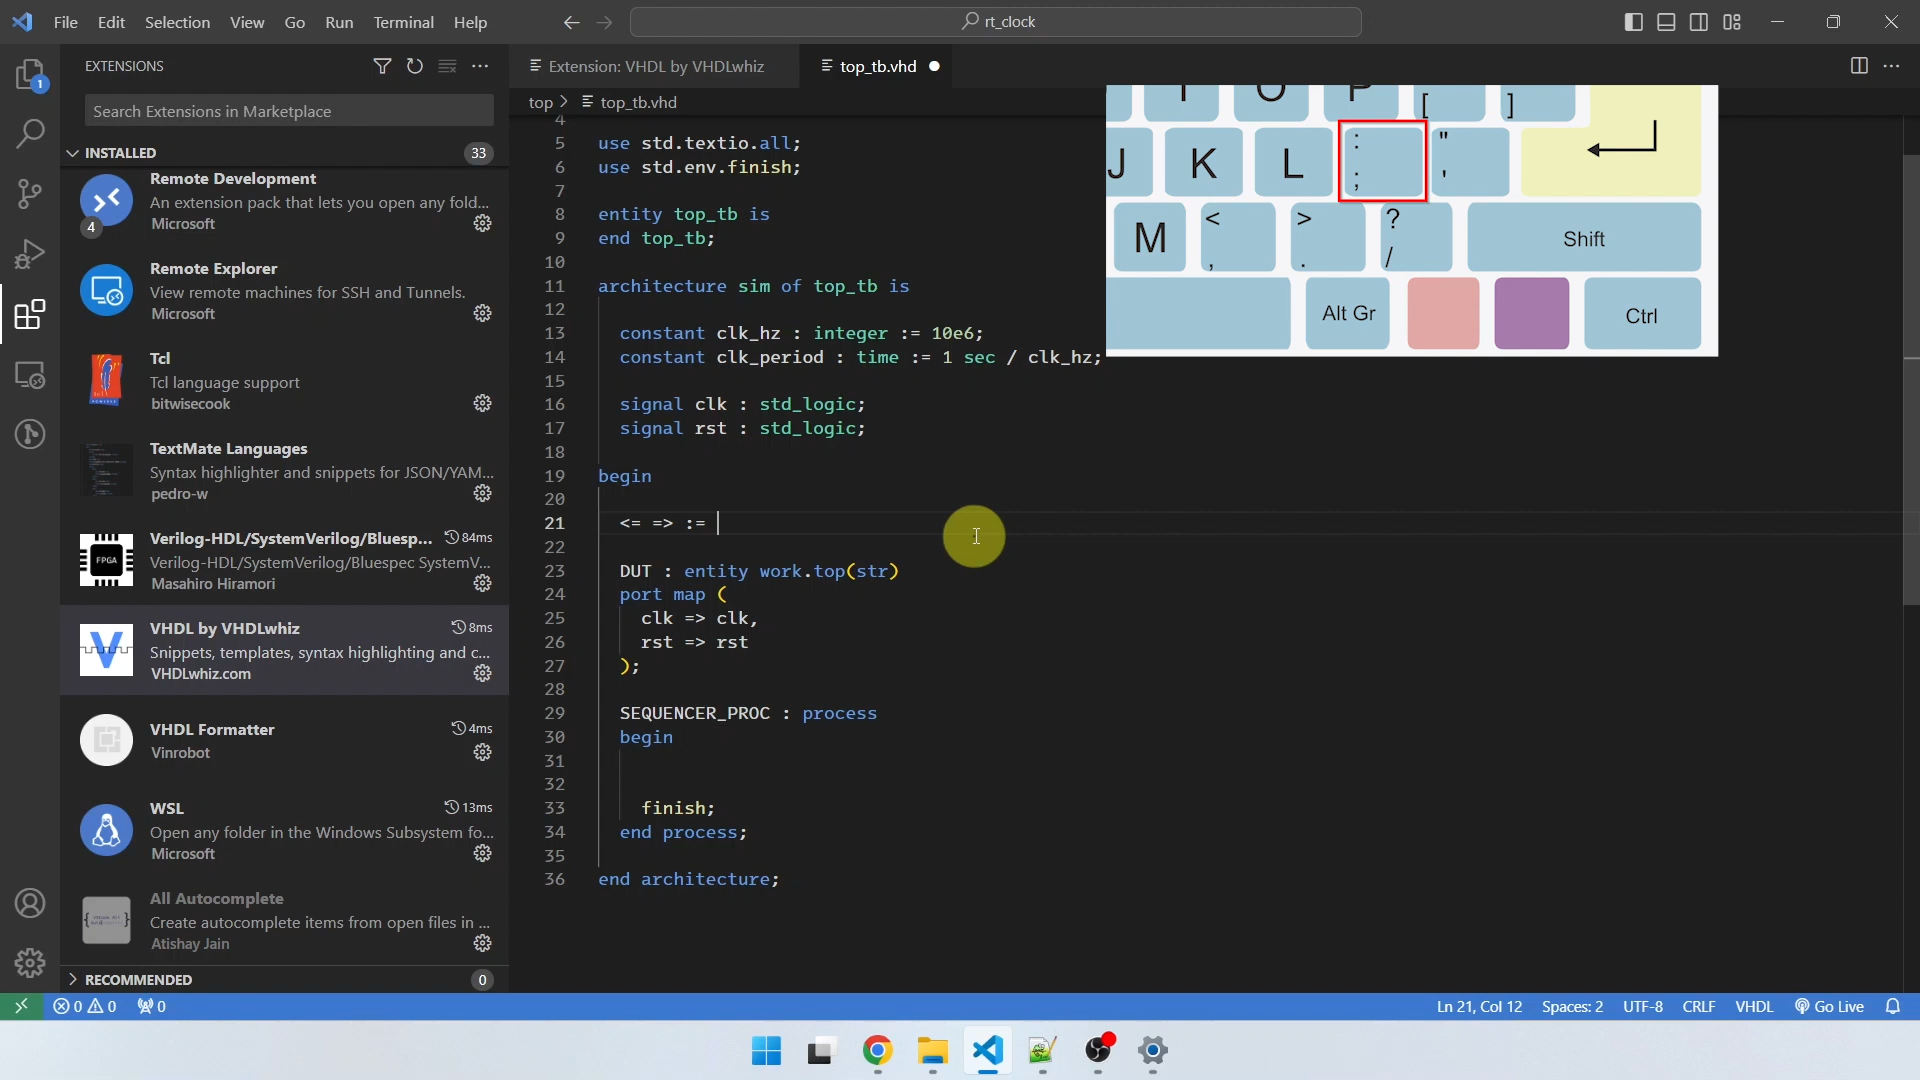 File Edit Selection View Go Run Terminal Help
rt_clock
EXTENSIONS
Search Extensions in Marketplace
INSTALLED 33
Remote Development
An extension pack that lets you open any fold...
Microsoft
4
Remote Explorer
View remote machines for SSH and Tunnels.
Microsoft
Tcl
Tcl language support
bitwisecook
TextMate Languages
Syntax highlighter and snippets for JSON/YAM...
pedro-w
Verilog-HDL/SystemVerilog/Bluesp... 84ms
Verilog-HDL/SystemVerilog/Bluespec SystemV...
Masahiro Hiramori
FPGA
VHDL by VHDLwhiz 8ms
Snippets, templates, syntax highlighting and c...
VHDLwhiz.com
VHDL Formatter 4ms
Vinrobot
WSL 13ms
Open any folder in the Windows Subsystem fo...
Microsoft
All Autocomplete
Create autocomplete items from open files in ...
Atishay Jain
RECOMMENDED 0
1
Extension: VHDL by VHDLwhiz top_tb.vhd
top > top_tb.vhd
4
5 use std.textio.all;
6 use std.env.finish;
7
8 entity top_tb is
9 end top_tb;
10
11 architecture sim of top_tb is
12
13 constant clk_hz : integer := 10e6;
14 constant clk_period : time := 1 sec / clk_hz;
15
16 signal clk : std_logic;
17 signal rst : std_logic;
18
19 begin
20
21 <= => :=
22
23 DUT : entity work.top(str)
24 port map (
25 clk => clk,
26 rst => rst
27 );
28
29 SEQUENCER_PROC : process
30 begin
31
32
33 finish;
34 end process;
35
36 end architecture;
I O P [ ]
J K L : ; " '
M < , > . ? / Shift
Alt Gr Ctrl
0 0 0
Ln 21, Col 12 Spaces: 2 UTF-8 CRLF VHDL Go Live